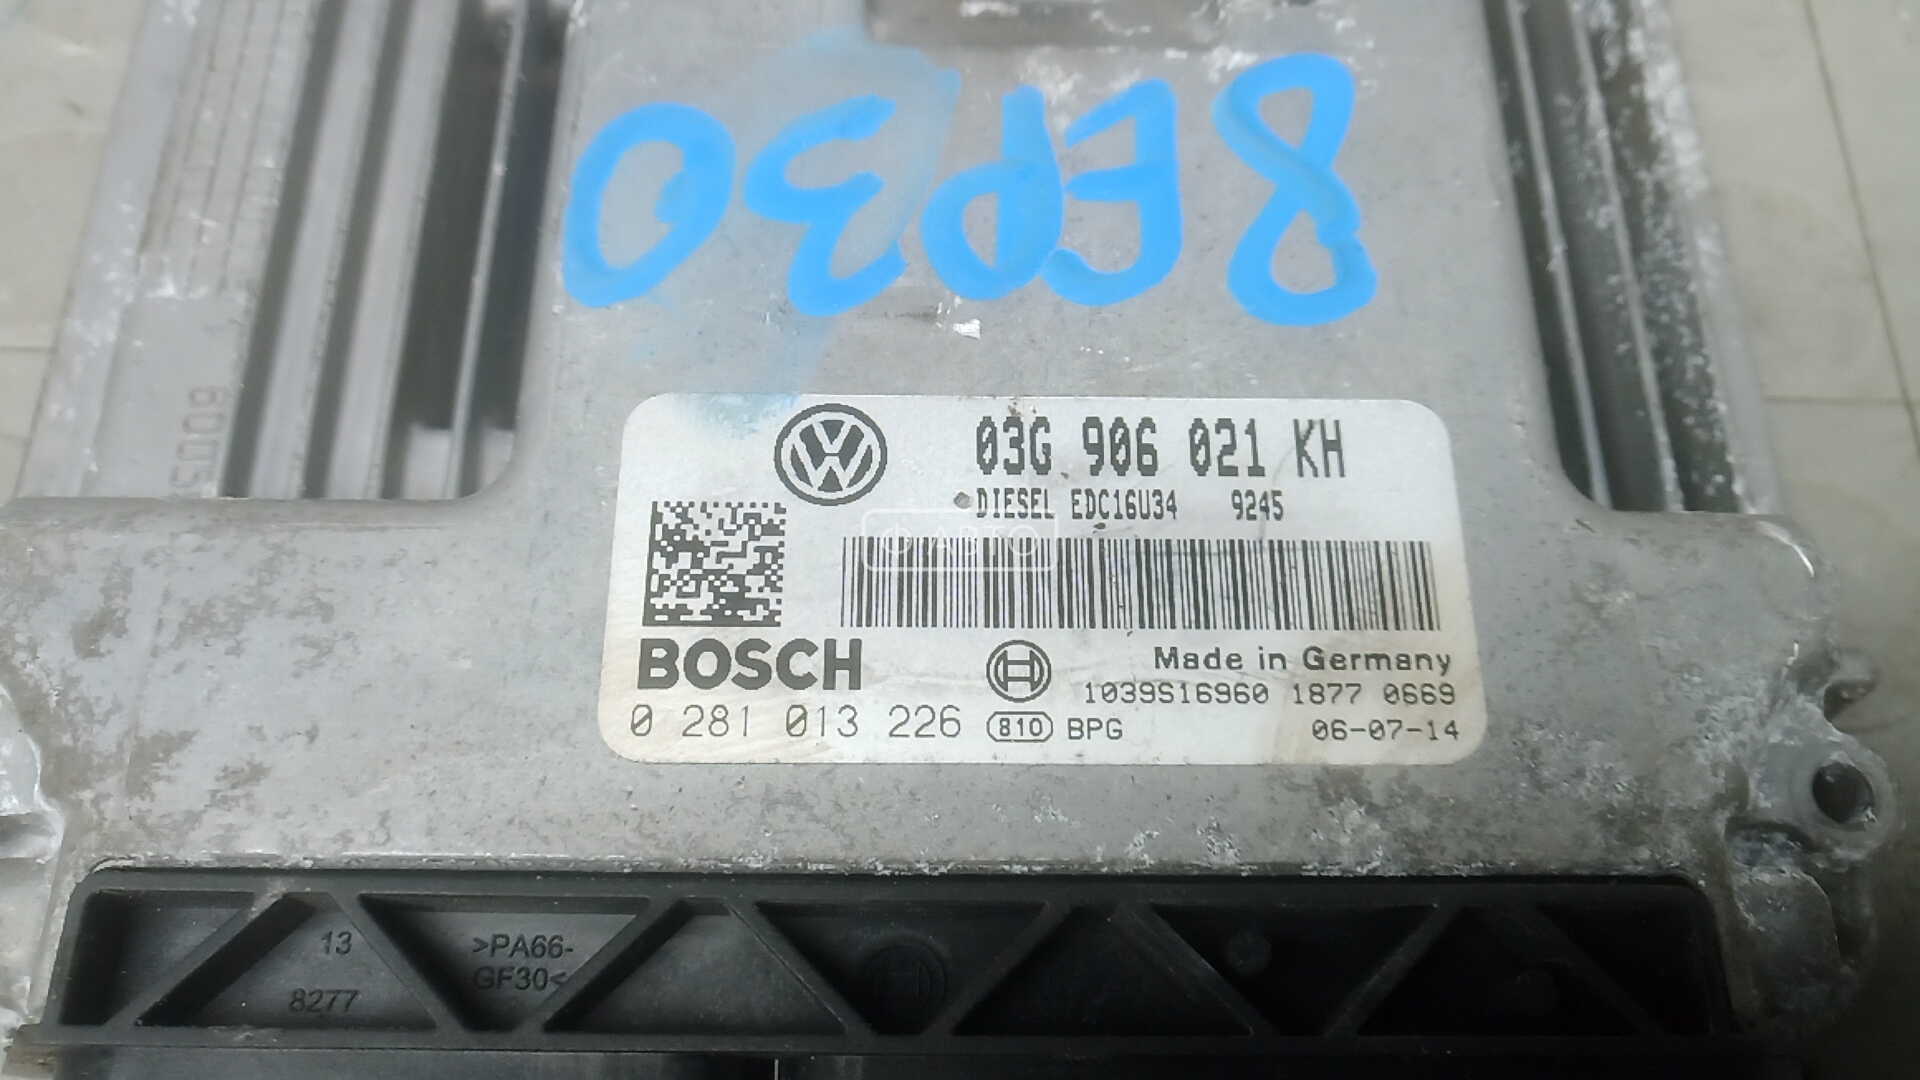 8EP30
03G 906 021 KH
DIESEL EDC16U34 9245
АВТО
BOSCH
Made in Germany
1039S16960 1877 0669
0 281 013 226 810 BPG 06-07-14
13
8277
>PA66-
GF30<